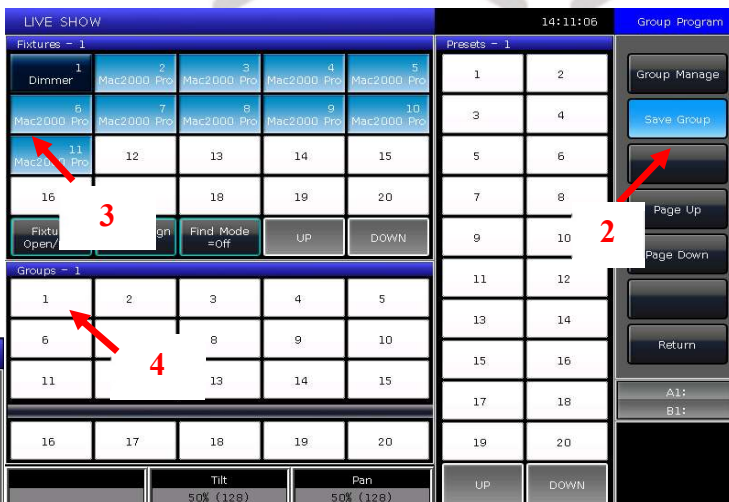 LIVE SHOW 14:11:06 Group Program
Fixtures - 1 Presets - 1
1 Dimmer
2 Mac2000 Pro
3 Mac2000 Pro
4 Mac2000 Pro
5 Mac2000 Pro
6 Mac2000 Pro
7 Mac2000 Pro
8 Mac2000 Pro
9 Mac2000 Pro
10 Mac2000 Pro
11 Mac2000 Pro
12 13 14 15
16 18 19 20
3
Fixtu
Open/
gn
Find Mode
=Off
UP
DOWN
Groups - 1
1 2 3 4 5
6 8 9 10
4
11 13 14 15
16 17 18 19 20
Tilt
50% (128)
Pan
50% (128)
1 2
3 4
5 6
7 8
9 10
11 12
13 14
15 16
17 18
19 20
UP DOWN
Group Manage
Save Group
2
Page Up
Page Down
Return
A1:
B1: